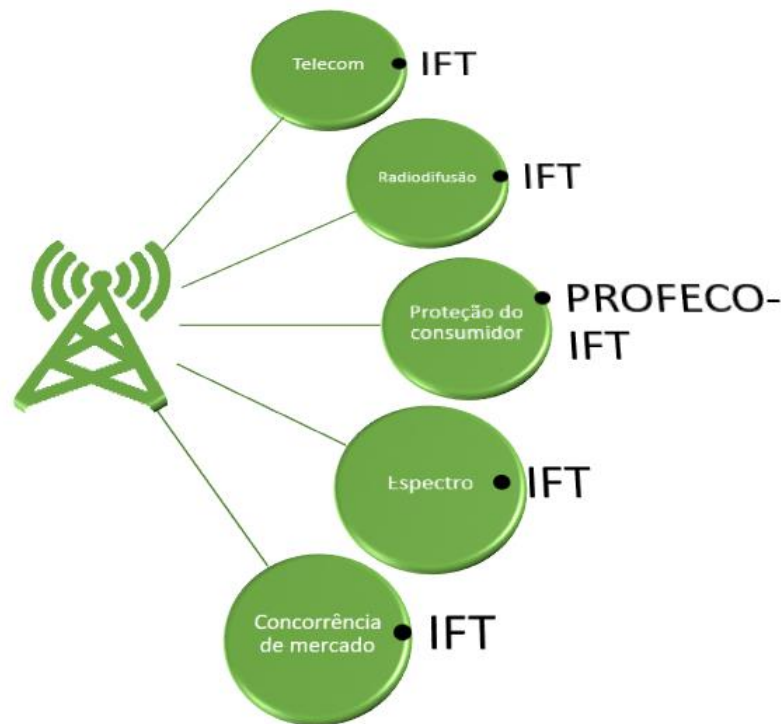 Telecom
IFT
Radiodifusão
IFT
Proteção do
consumidor
PROFECO-
IFT
Espectro
IFT
Concorrência
de mercado
IFT